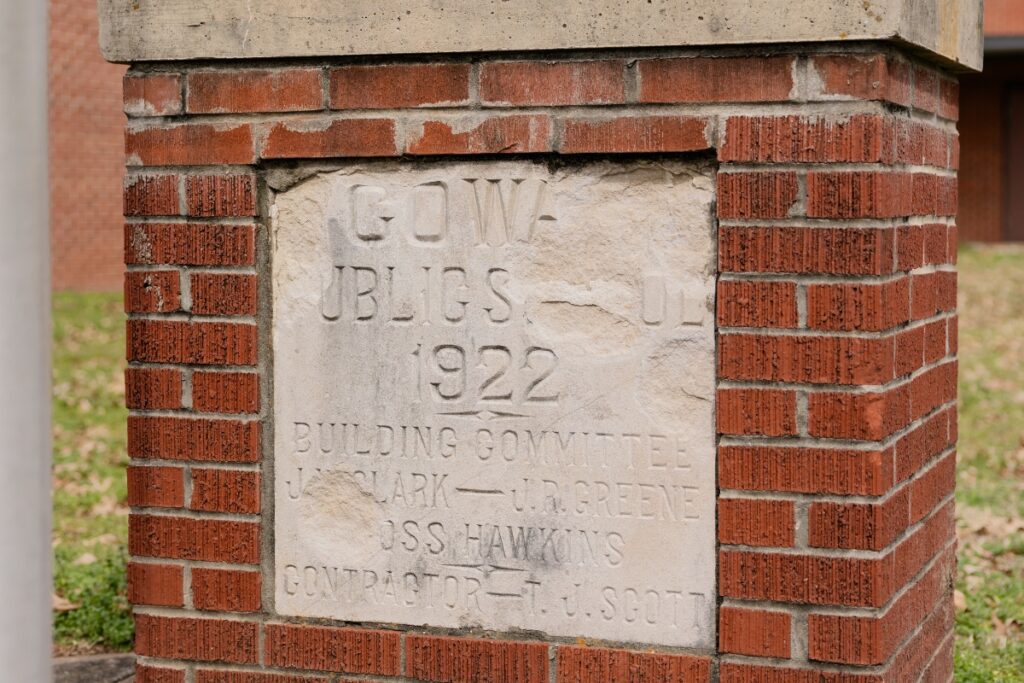 GOWA
UBLIC S OL
1922
BUILDING COMMITTEE
J. CLARK — J.R. GREENE
OSS HAWKINS
CONTRACTOR — T. J. SCOTT